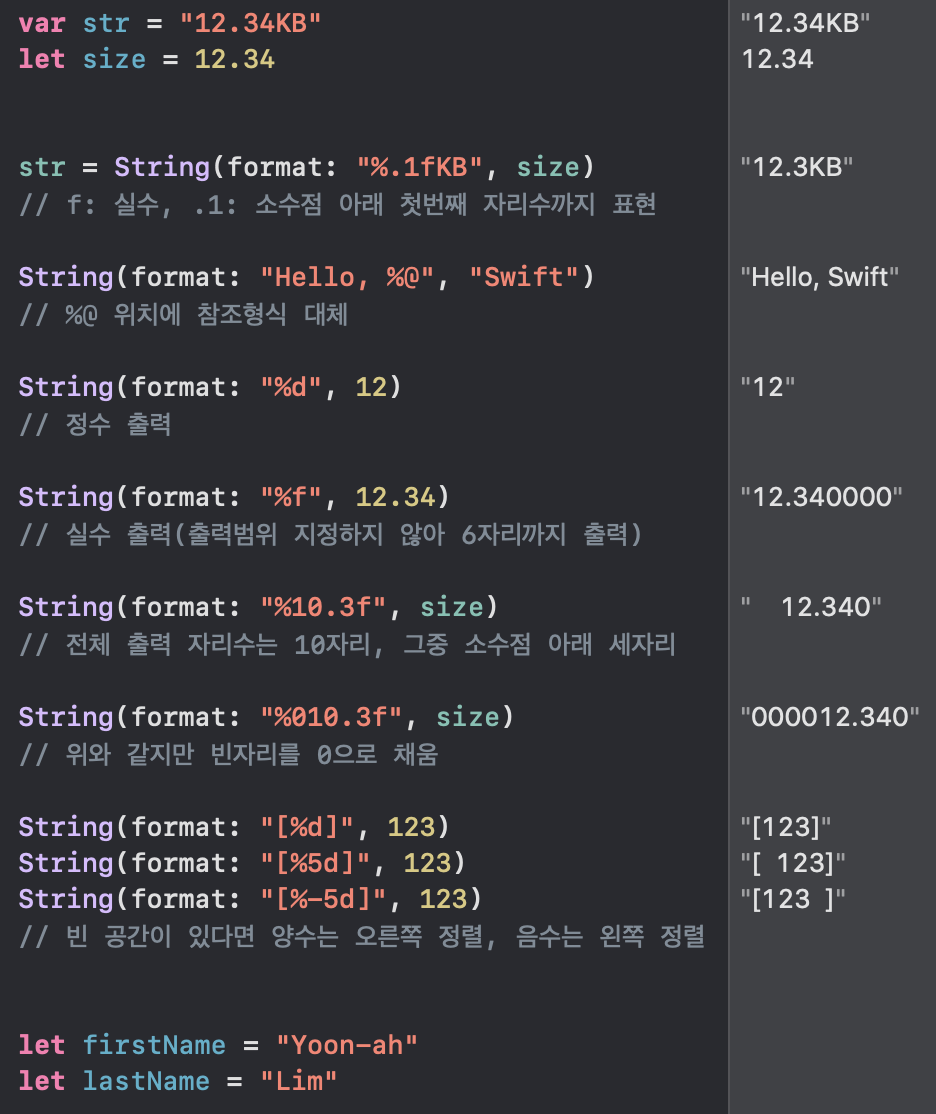 var str = "12.34KB" "12.34KB"
let size = 12.34 12.34
str = String(format: "%.1fKB", size) "12.3KB"
// f: 실수, .1: 소수점 아래 첫번째 자리수까지 표현
String(format: "Hello, %@", "Swift") "Hello, Swift"
// %@ 위치에 참조형식 대체
String(format: "%d", 12) "12"
// 정수 출력
String(format: "%f", 12.34) "12.340000"
// 실수 출력(출력범위 지정하지 않아 6자리까지 출력)
String(format: "%10.3f", size) "    12.340"
// 전체 출력 자리수는 10자리, 그중 소수점 아래 세자리
String(format: "%010.3f", size) "000012.340"
// 위와 같지만 빈자리를 0으로 채움
String(format: "[%d]", 123) "[123]"
String(format: "[%5d]", 123) "[  123]"
String(format: "[%-5d]", 123) "[123  ]"
// 빈 공간이 있다면 양수는 오른쪽 정렬, 음수는 왼쪽 정렬
let firstName = "Yoon-ah"
let lastName = "Lim"